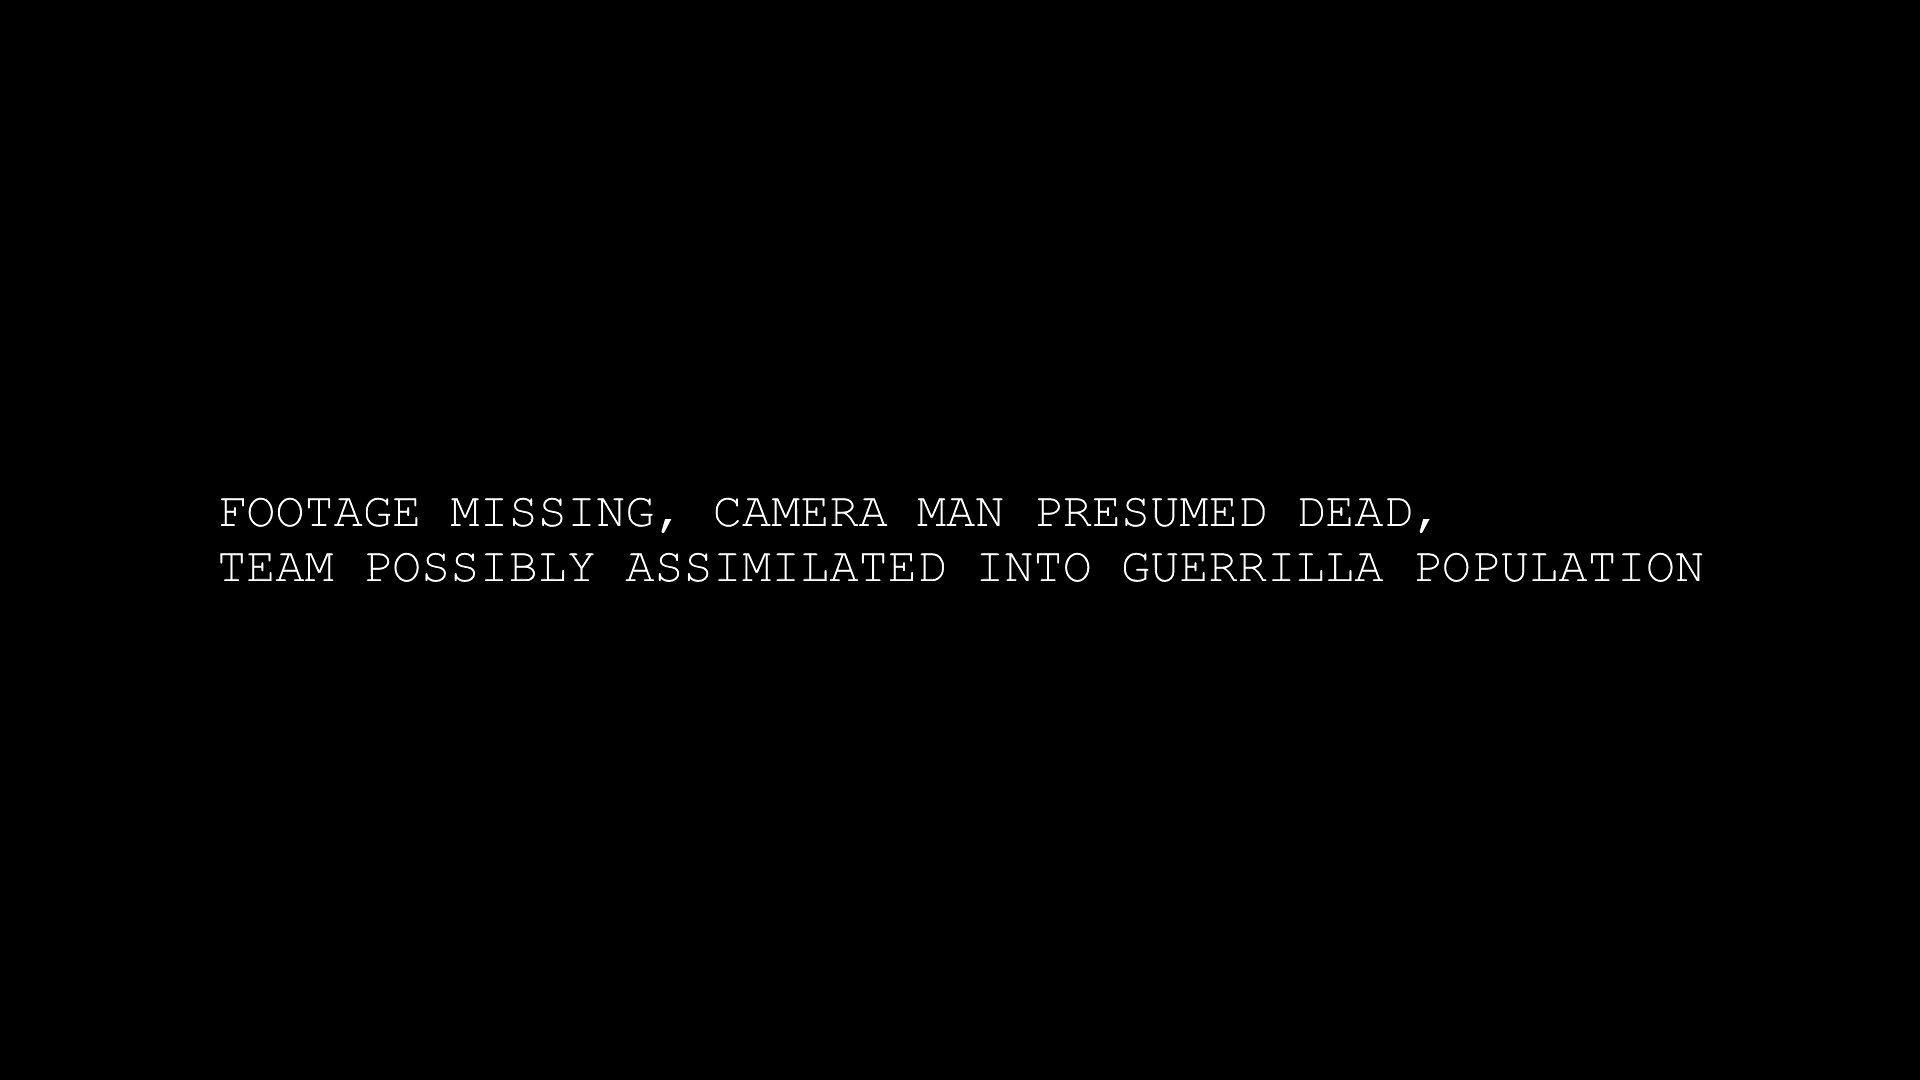 FOOTAGE MISSING, CAMERA MAN PRESUMED DEAD,
TEAM POSSIBLY ASSIMILATED INTO GUERRILLA POPULATION